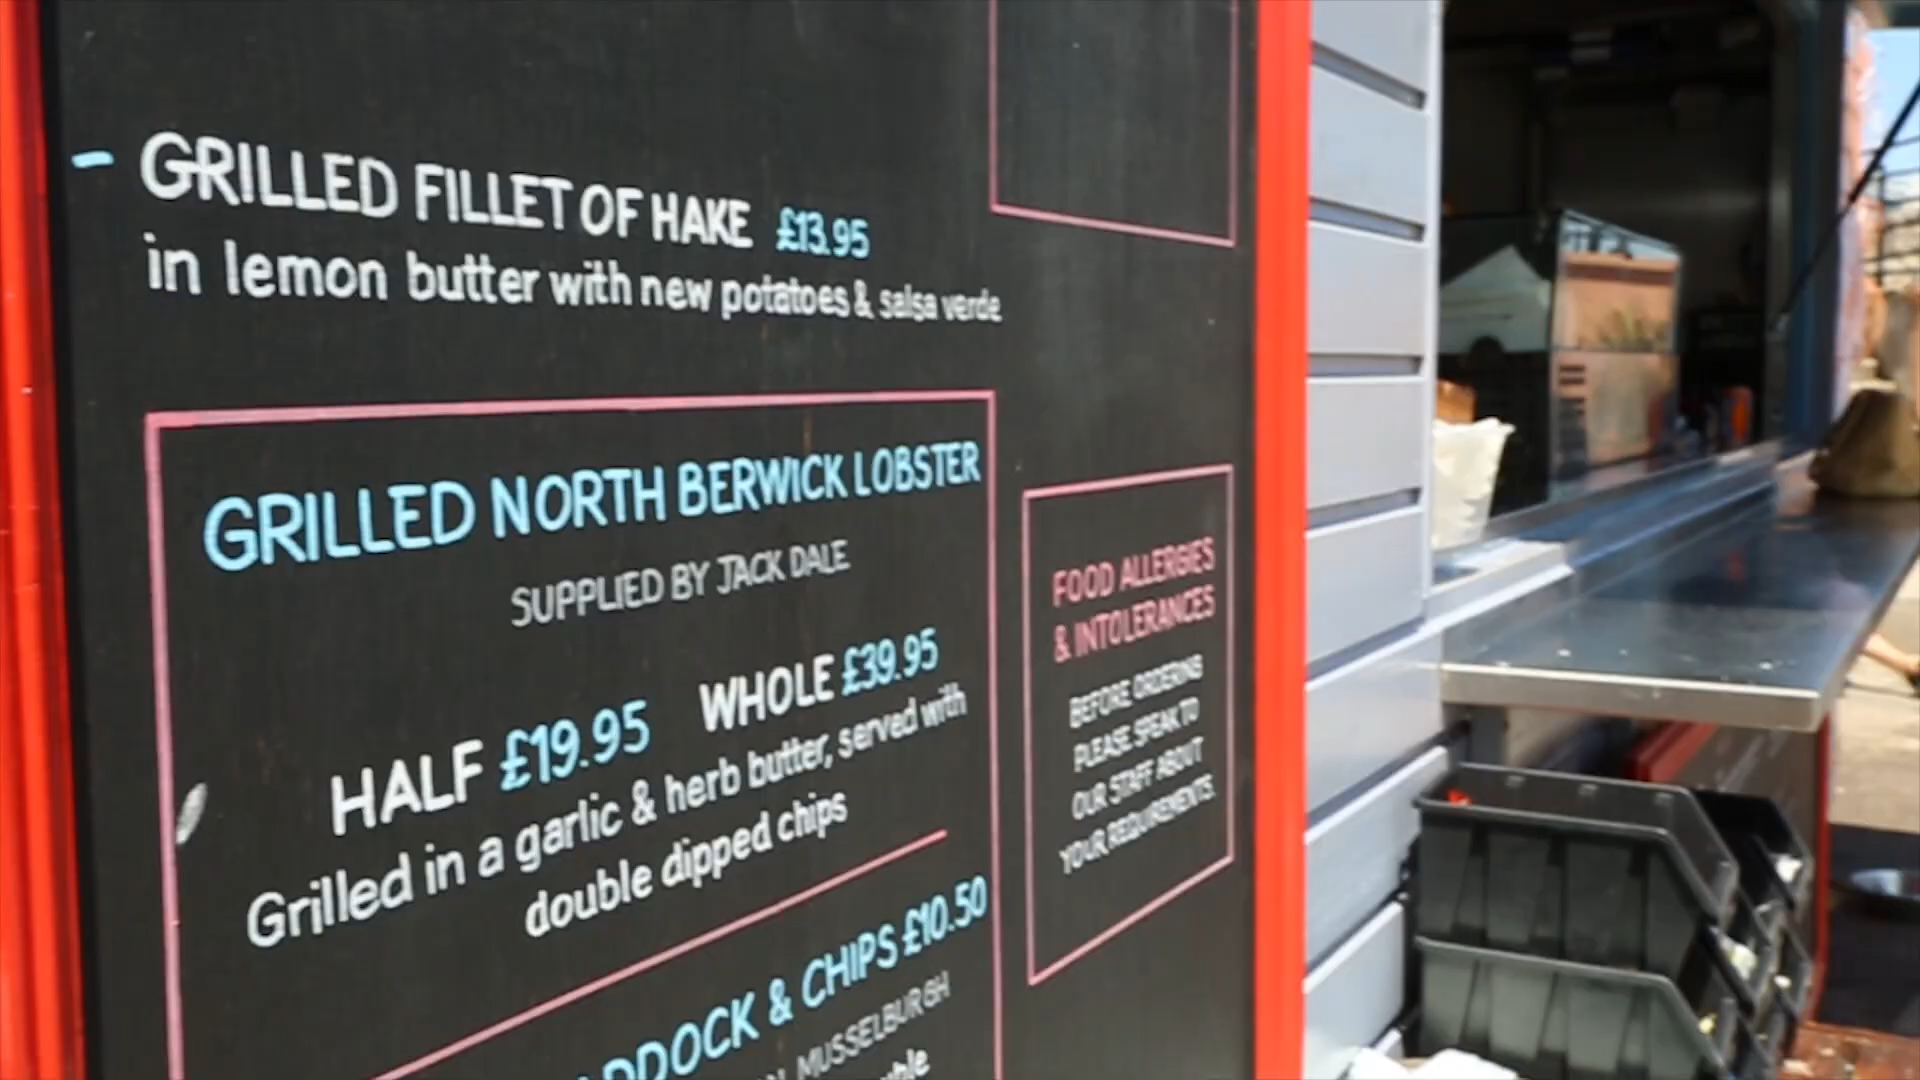 - GRILLED FILLET OF HAKE £13.95
in lemon butter with new potatoes & salsa verde
GRILLED NORTH BERWICK LOBSTER
SUPPLIED BY JACK DALE
HALF £19.95 WHOLE £39.95
Grilled in a garlic & herb butter, served with
double dipped chips
& CHIPS £10.50
MUSSELBURGH
FOOD ALLERGIES
& INTOLERANCES
BEFORE ORDERING
PLEASE SPEAK TO
OUR STAFF ABOUT
YOUR REQUIREMENTS.